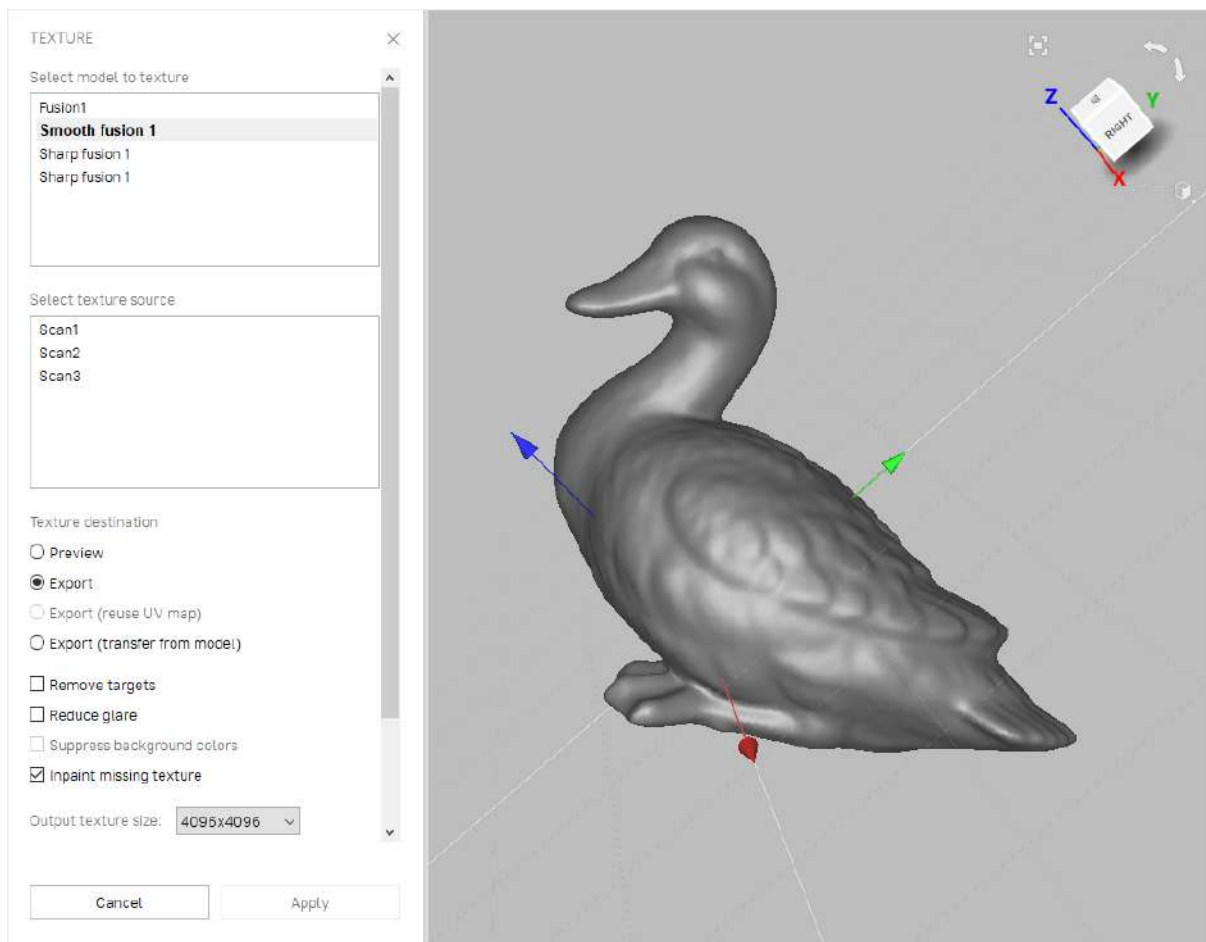 TEXTURE
Select model to texture
Fusion1
Smooth fusion 1
Sharp fusion 1
Sharp fusion 1
Select texture source
Scan1
Scan2
Scan3
Texture destination
Preview
Export
Export (reuse UV map)
Export (transfer from model)
Remove targets
Reduce glare
Suppress background colors
Inpaint missing texture
Output texture size: 4096x4096
Cancel Apply
Z Y
RIGHT
X